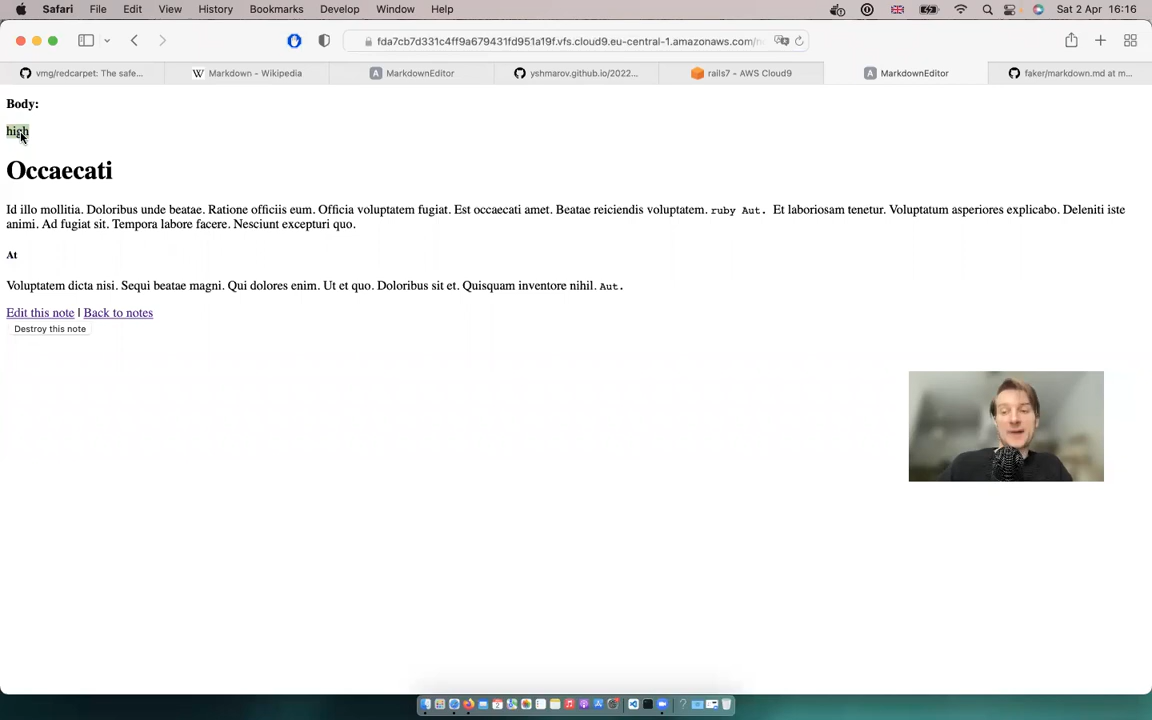 Safari File Edit View History Bookmarks Develop Window Help Sat 2 Apr 16:16
fda7cb7d331c4ff9a679431fd951a19f.vfs.cloud9.eu-central-1.amazonaws.com/n
vmg/redcarpet: The safe... Markdown - Wikipedia MarkdownEditor yshmarov.github.io/2022... rails7 - AWS Cloud9 MarkdownEditor faker/markdown.md at m...
Body:
high
Occaecati
Id illo mollitia. Doloribus unde beatae. Ratione officiis eum. Officia voluptatem fugiat. Est occaecati amet. Beatae reiciendis voluptatem. ruby Aut. Et laboriosam tenetur. Voluptatum asperiores explicabo. Deleniti iste
animi. Ad fugiat sit. Tempora labore facere. Nesciunt excepturi quo.
At
Voluptatem dicta nisi. Sequi beatae magni. Qui dolores enim. Ut et quo. Doloribus sit et. Quisquam inventore nihil. Aut.
Edit this note | Back to notes
Destroy this note